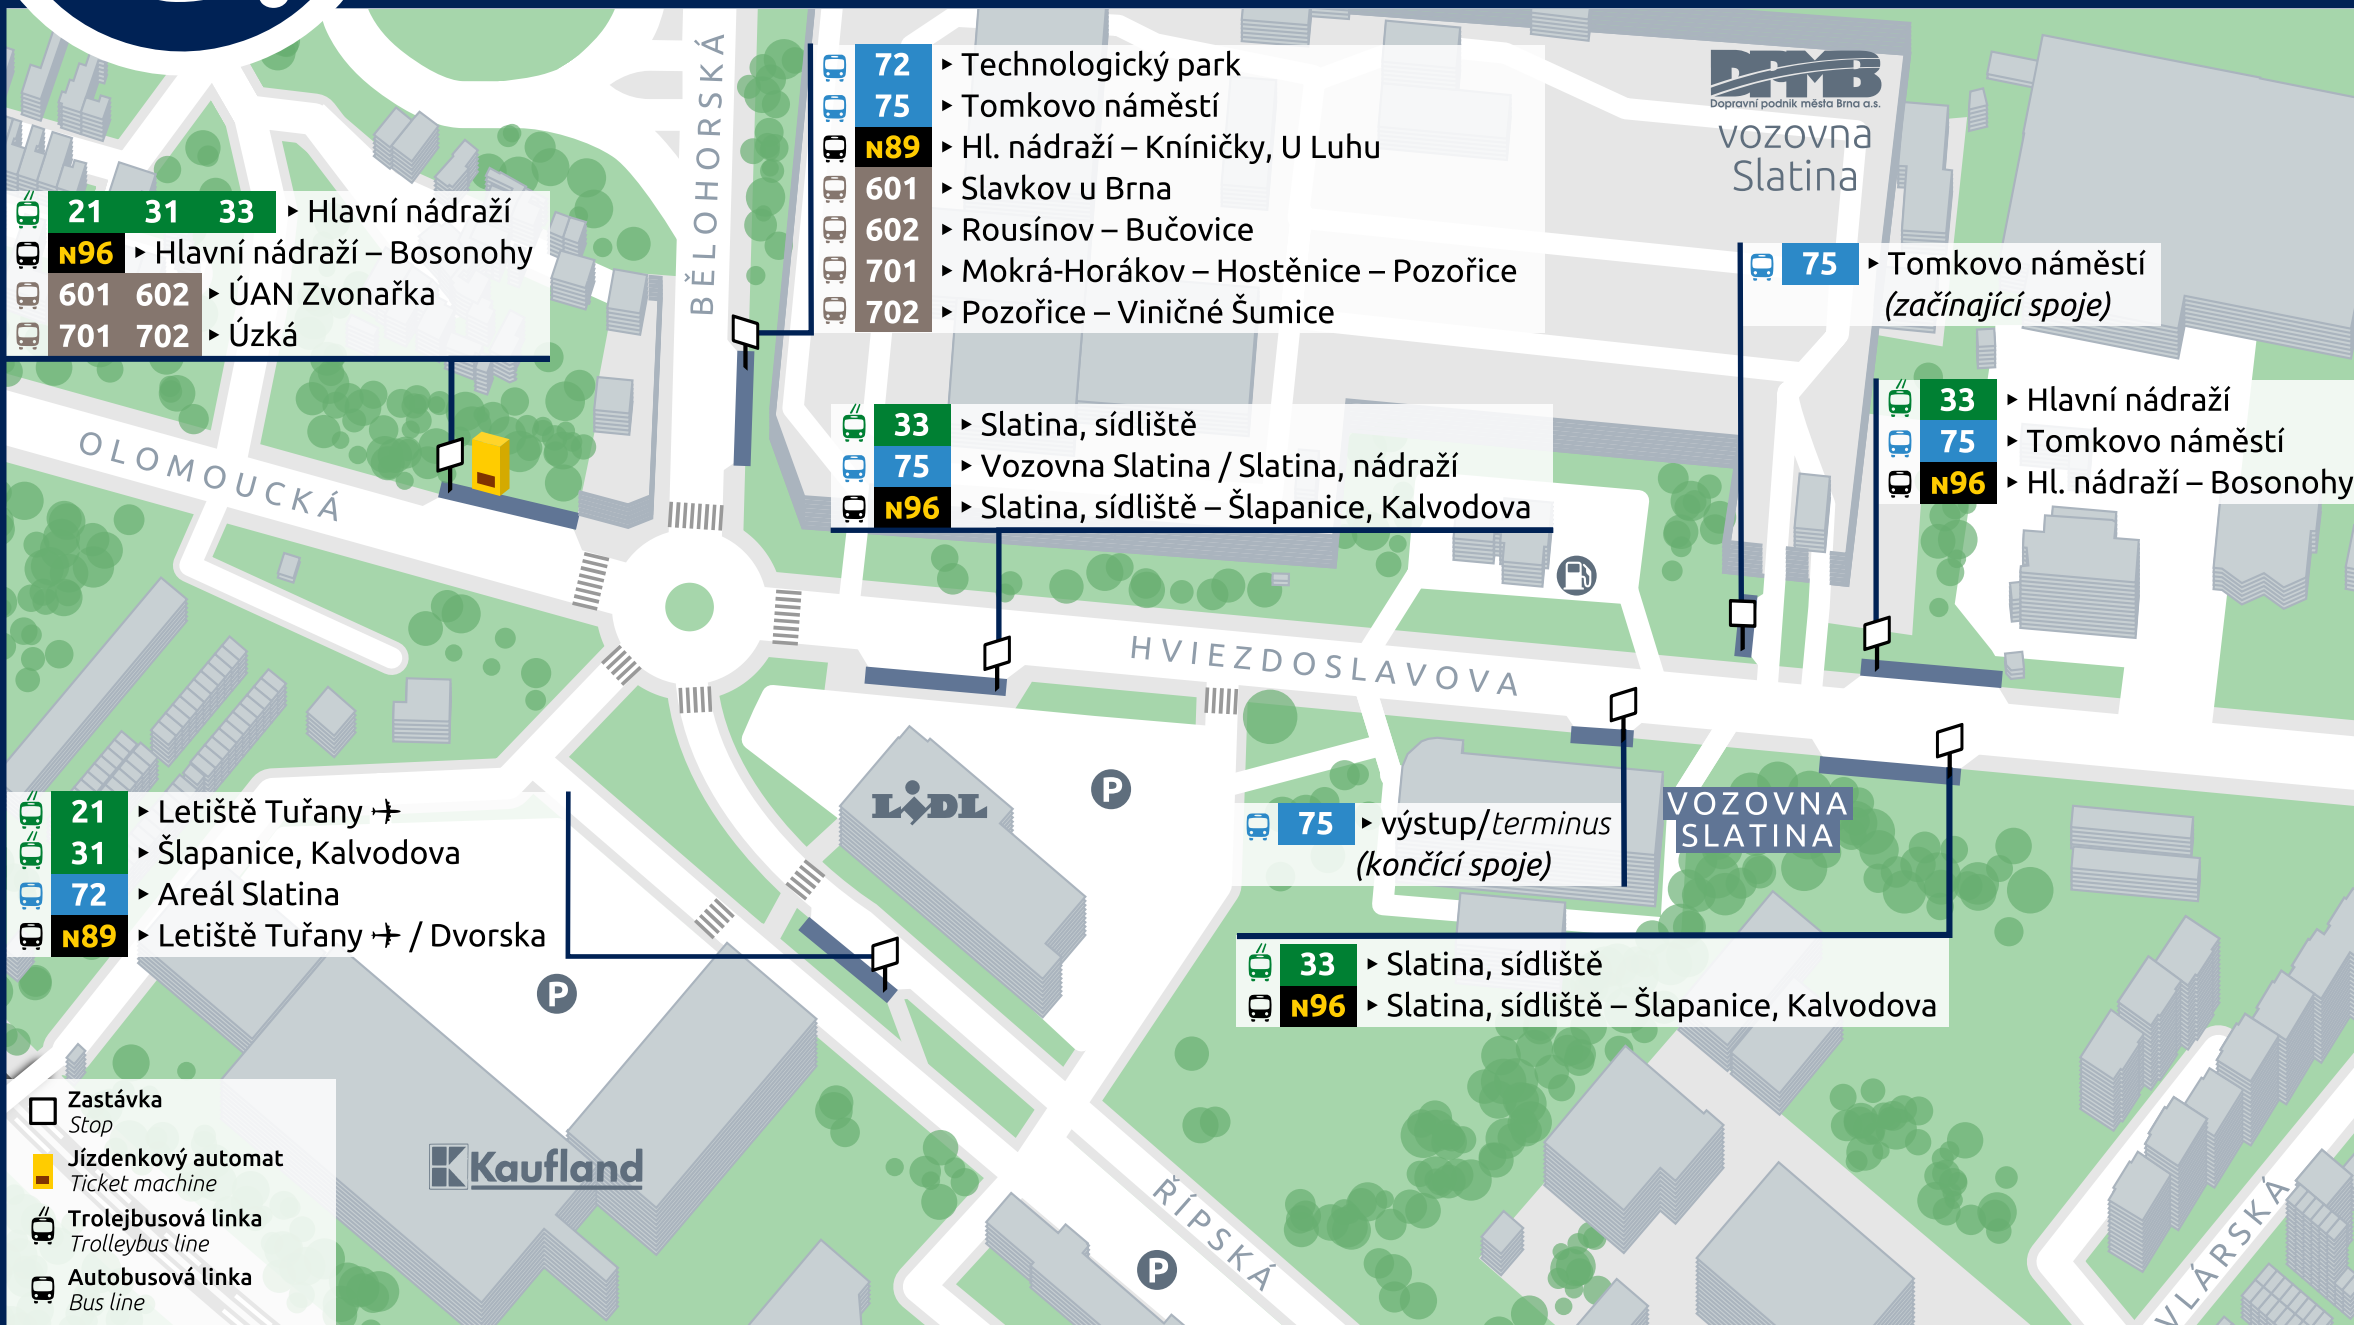 BĚLOHORSKÁ
72 ▸ Technologický park
75 ▸ Tomkovo náměstí
N89 ▸ Hl. nádraží – Kníničky, U Luhu
601 ▸ Slavkov u Brna
602 ▸ Rousínov – Bučovice
701 ▸ Mokrá-Horákov – Hostěnice – Pozořice
702 ▸ Pozořice – Viničné Šumice
DPMB
Dopravní podnik města Brna a.s.
vozovna
Slatina
21 31 33 ▸ Hlavní nádraží
N96 ▸ Hlavní nádraží – Bosonohy
601 602 ▸ ÚAN Zvonařka
701 702 ▸ Úzká
75 ▸ Tomkovo náměstí
(začínající spoje)
33 ▸ Hlavní nádraží
75 ▸ Tomkovo náměstí
N96 ▸ Hl. nádraží – Bosonohy
33 ▸ Slatina, sídliště
75 ▸ Vozovna Slatina / Slatina, nádraží
N96 ▸ Slatina, sídliště – Šlapanice, Kalvodova
OLOMOUCKÁ
HVIEZDOSLAVOVA
LIDL
P
75 ▸ výstup/terminus
(končící spoje)
VOZOVNA
SLATINA
21 ▸ Letiště Tuřany
31 ▸ Šlapanice, Kalvodova
72 ▸ Areál Slatina
N89 ▸ Letiště Tuřany / Dvorska
P
33 ▸ Slatina, sídliště
N96 ▸ Slatina, sídliště – Šlapanice, Kalvodova
Kaufland
ŘÍPSKÁ
P
VLÁRSKÁ
Zastávka
Stop
Jízdenkový automat
Ticket machine
Trolejbusová linka
Trolleybus line
Autobusová linka
Bus line